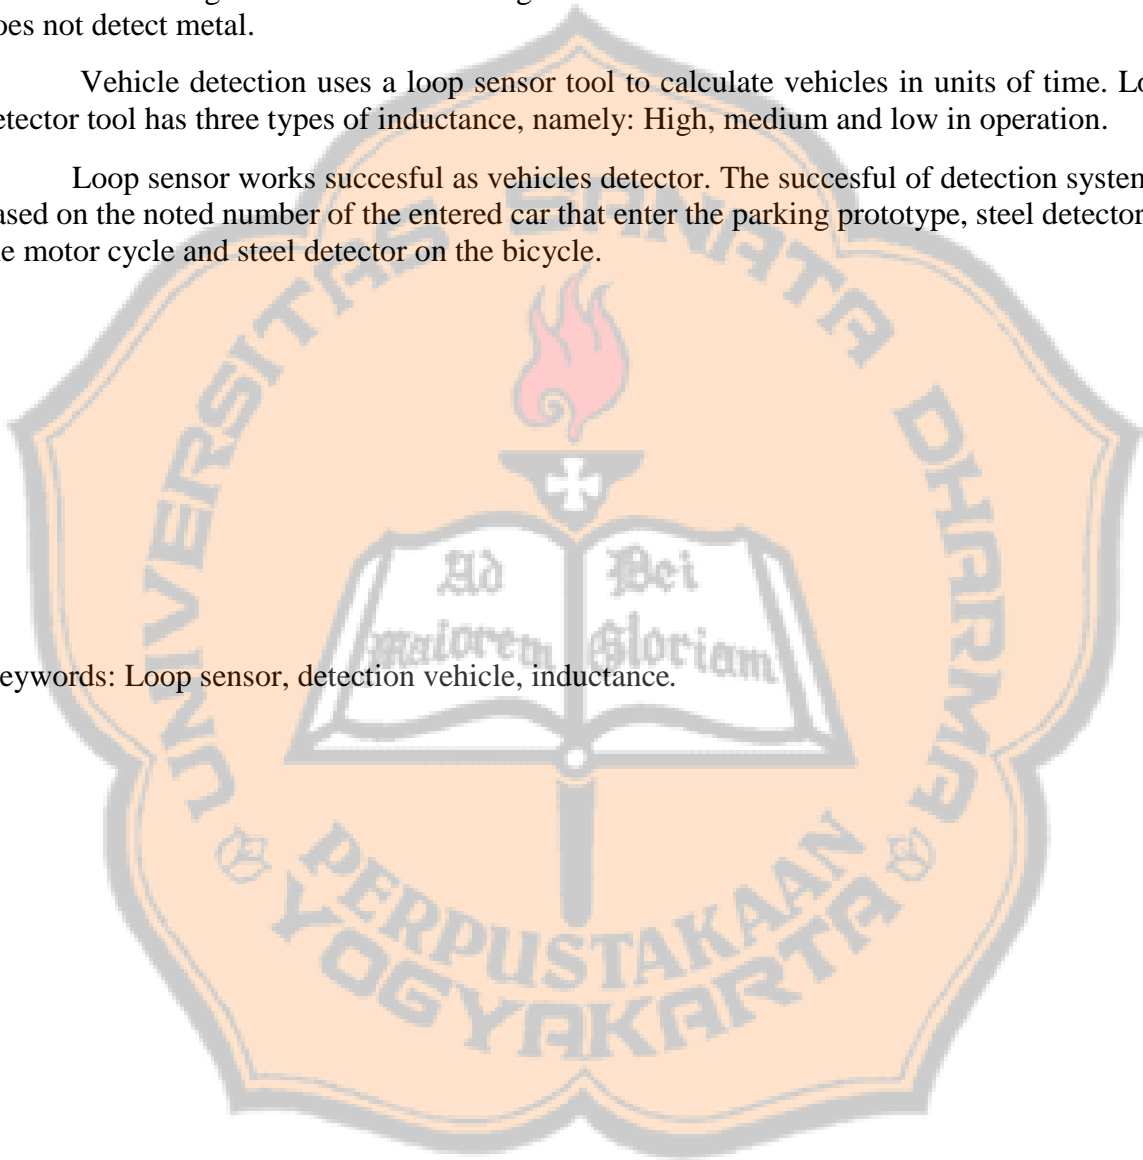 oes not detect metal.
Vehicle detection uses a loop sensor tool to calculate vehicles in units of time. Lo
etector tool has three types of inductance, namely: High, medium and low in operation.
Loop sensor works succesful as vehicles detector. The succesful of detection system
ased on the noted number of the entered car that enter the parking prototype, steel detector
e motor cycle and steel detector on the bicycle.
UNIVERSITAS SANATA DHARMA
Ad Dei
maiorem Gloriam
eywords: Loop sensor, detection vehicle, inductance.
PERPUSTAKAAN
YOGYAKARTA